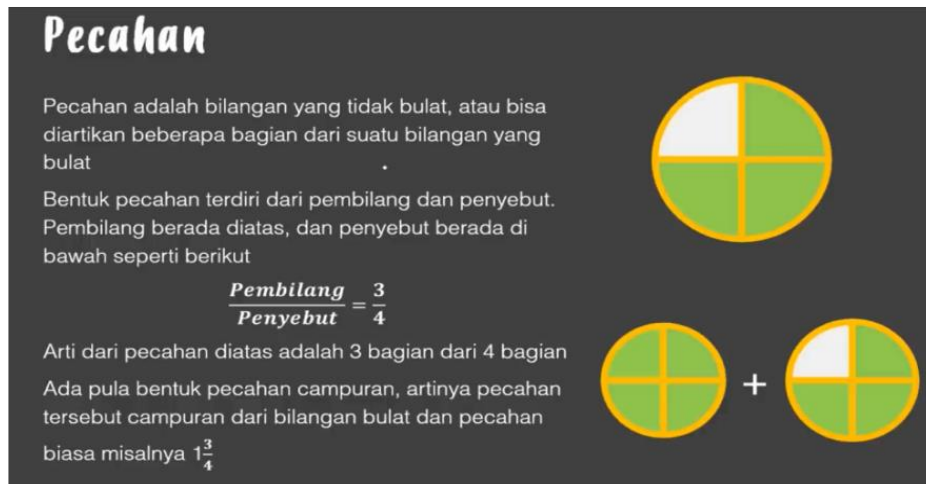 Pecahan
Pecahan adalah bilangan yang tidak bulat, atau bisa
diartikan beberapa bagian dari suatu bilangan yang
bulat .
Bentuk pecahan terdiri dari pembilang dan penyebut.
Pembilang berada diatas, dan penyebut berada di
bawah seperti berikut
Pembilang/Penyebut = 3/4
Arti dari pecahan diatas adalah 3 bagian dari 4 bagian
Ada pula bentuk pecahan campuran, artinya pecahan
tersebut campuran dari bilangan bulat dan pecahan
biasa misalnya 1 3/4
+